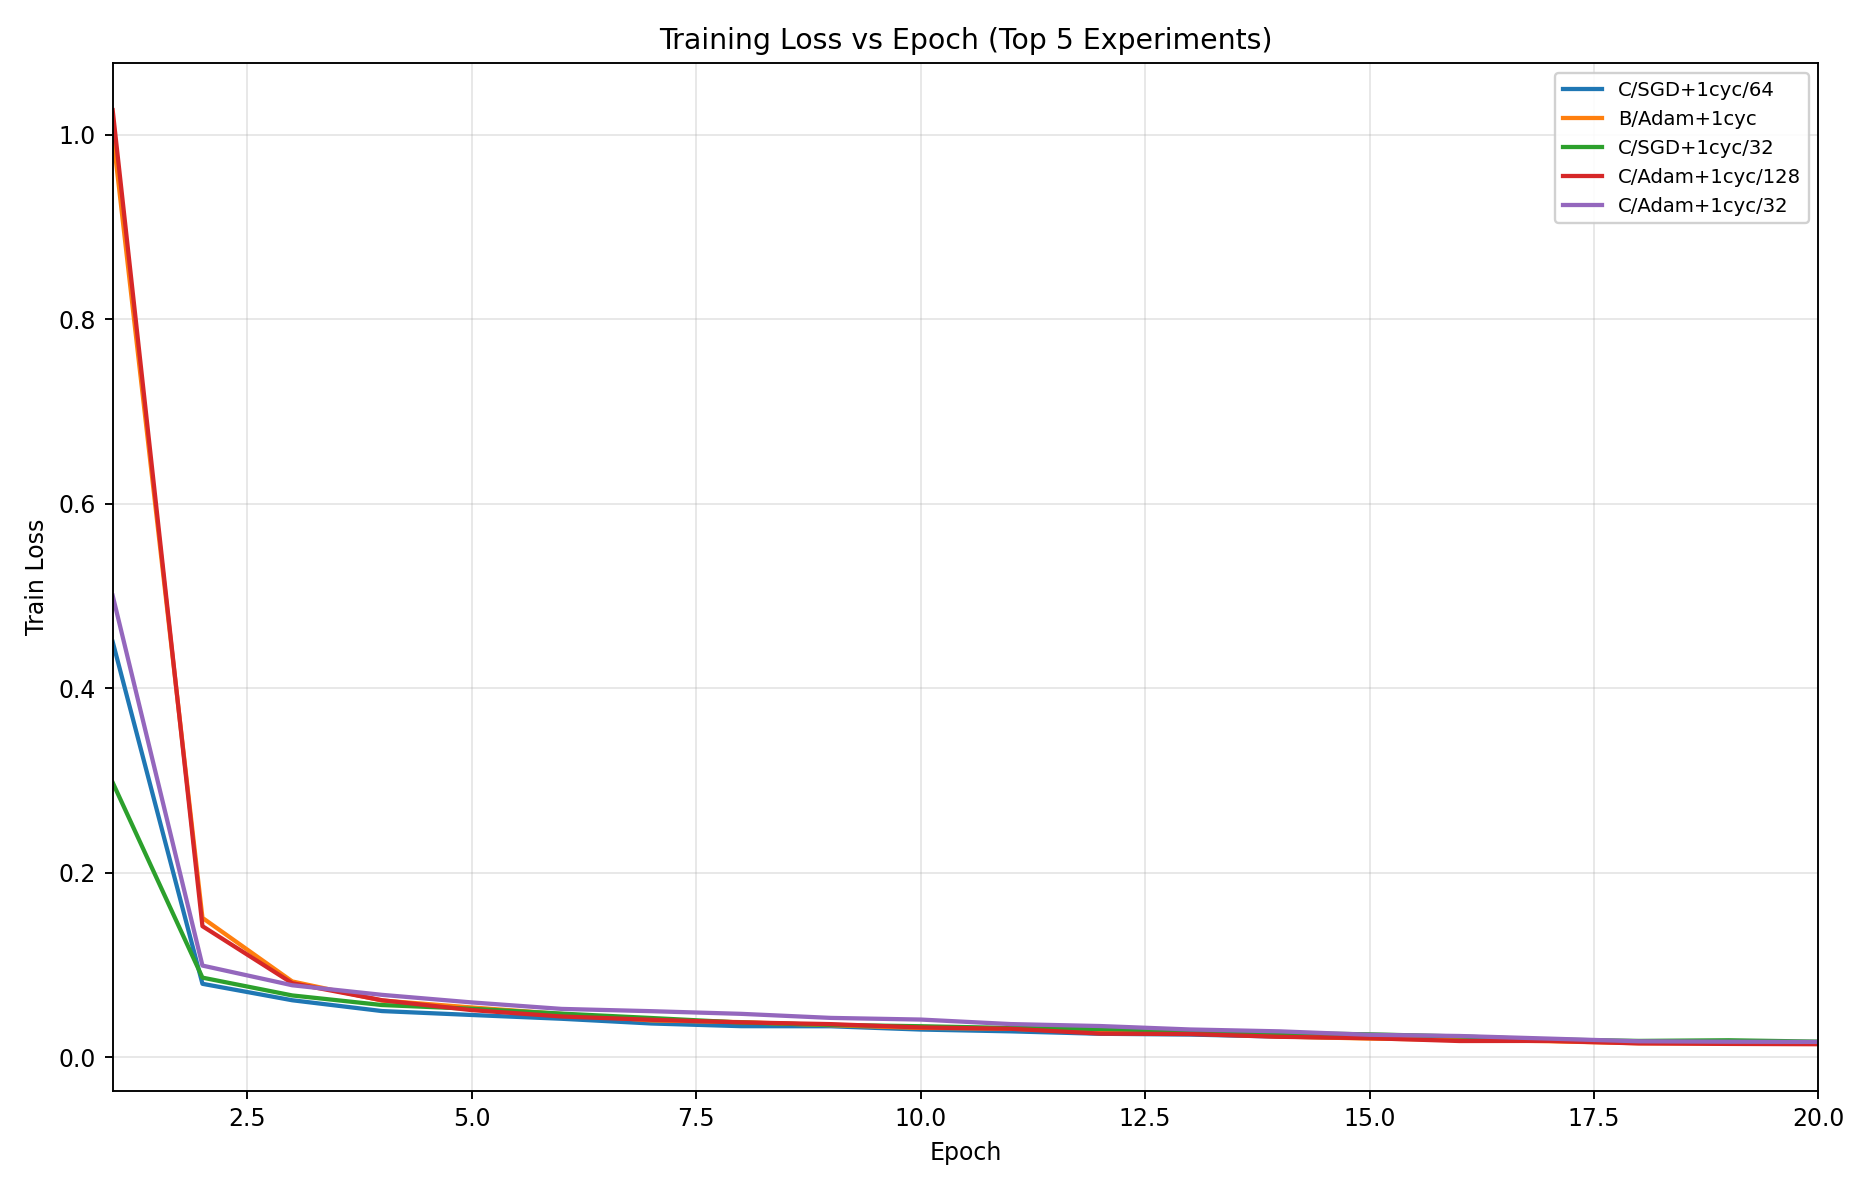 Training Loss vs Epoch (Top 5 Experiments)
C/SGD+1cyc/64
B/Adam+1cyc
C/SGD+1cyc/32
C/Adam+1cyc/128
C/Adam+1cyc/32
Train Loss
1.0
0.8
0.6
0.4
0.2
0.0
2.5 5.0 7.5 10.0 12.5 15.0 17.5 20.0
Epoch